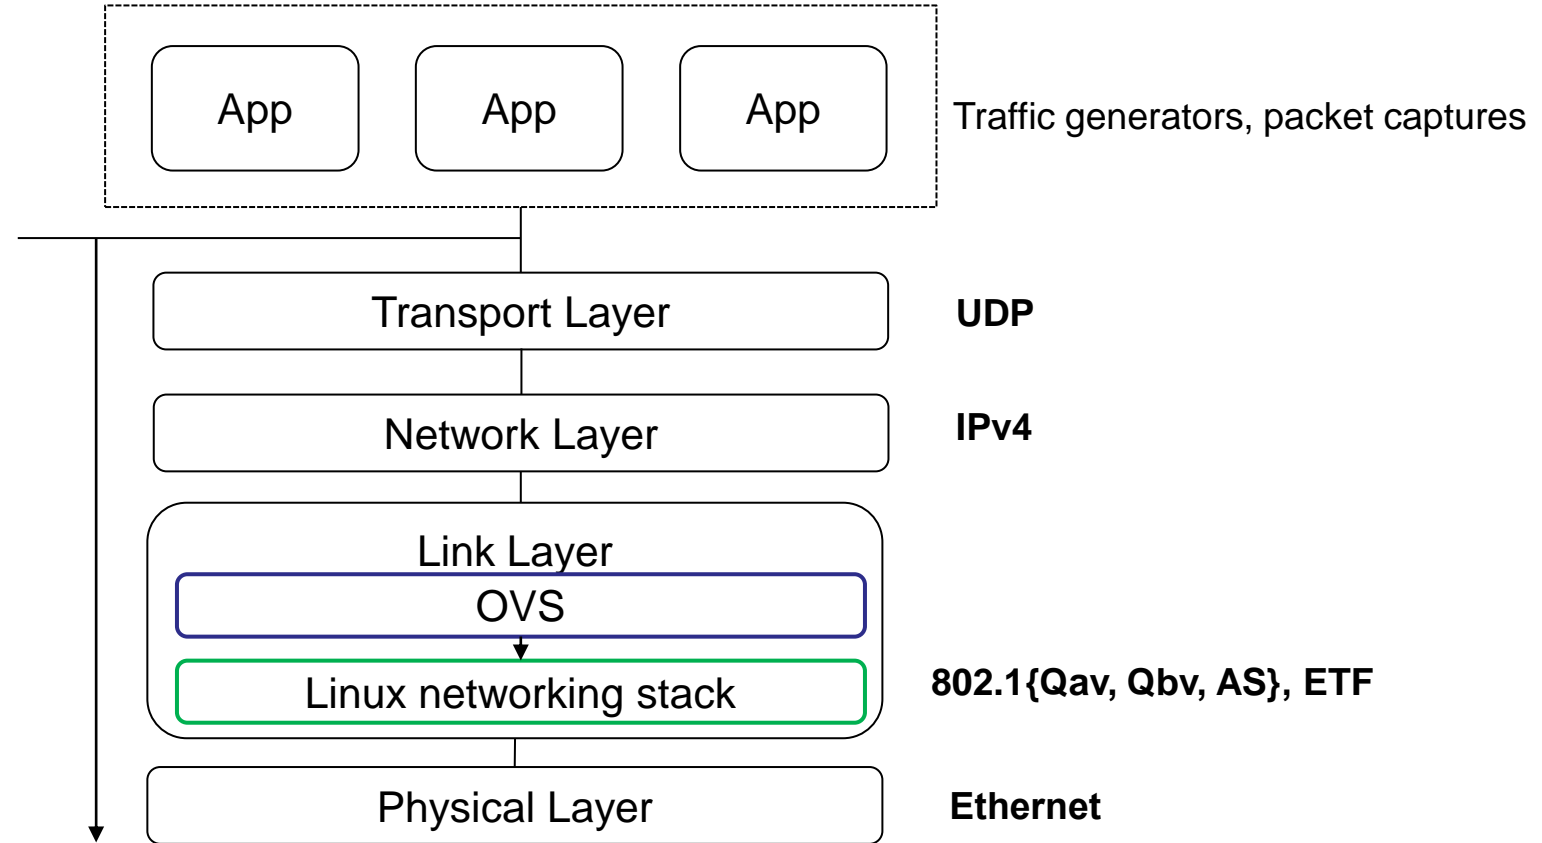 App
App
App
Traffic generators, packet captures
Transport Layer
UDP
Network Layer
IPv4
Link Layer
OVS
Linux networking stack
802.1{Qav, Qbv, AS}, ETF
Physical Layer
Ethernet